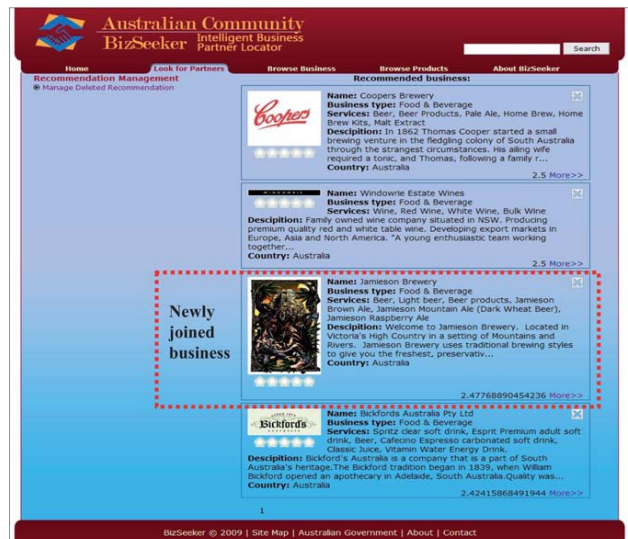 Australian Community
BizSeeker Intelligent Business
Partner Locator
Search
Home Look for Partners Browse Business Browse Products About BizSeeker
Recommendation Management
Manage Deleted Recommendation
Recommended business:
Coopers
Name: Coopers Brewery
Business type: Food & Beverage
Services: Beer, Beer Products, Pale Ale, Home Brew, Home
Brew Kits, Malt Extract
Descipition: In 1862 Thomas Cooper started a small
brewing venture in the fledgling colony of South Australia
through the strangest circumstances. His ailing wife
required a tonic, and Thomas, following a family r...
Country: Australia
2.5 More>>
WINDOWRIE
Name: Windowrie Estate Wines
Business type: Food & Beverage
Services: Wine, Red Wine, White Wine, Bulk Wine
Descipition: Family owned wine company situated in NSW. Producing
premium quality red and white table wine. Developing export markets in
Europe, Asia and North America. "A young enthusiastic team working
together...
Country: Australia
2.5 More>>
Newly
joined
business
Name: Jamieson Brewery
Business type: Food & Beverage
Services: Beer, Light beer, Beer products, Jamieson
Brown Ale, Jamieson Mountain Ale (Dark Wheat Beer),
Jamieson Raspberry Ale
Descipition: Welcome to Jamieson Brewery. Located in
Victoria's High Country in a setting of Mountains and
Rivers. Jamieson Brewery uses traditional brewing styles
to give you the freshest, preservativ...
Country: Australia
2.47768890454236 More>>
Bickford's
Name: Bickfords Australia Pty Ltd
Business type: Food & Beverage
Services: Spritz clear soft drink, Esprit Premium adult soft
drink, Beer, Cafecino Espresso carbonated soft drink,
Classic Juice, Vitamin Water Energy Drink.
Descipition: Bickford's Australia is a company that is a part of South
Australia's heritage.The Bickford tradition began in 1839, when William
Bickford opened an apothecary in Adelaide, South Australia.Quality was...
Country: Australia
2.42415868491944 More>>
1
BizSeeker © 2009 | Site Map | Australian Government | About | Contact